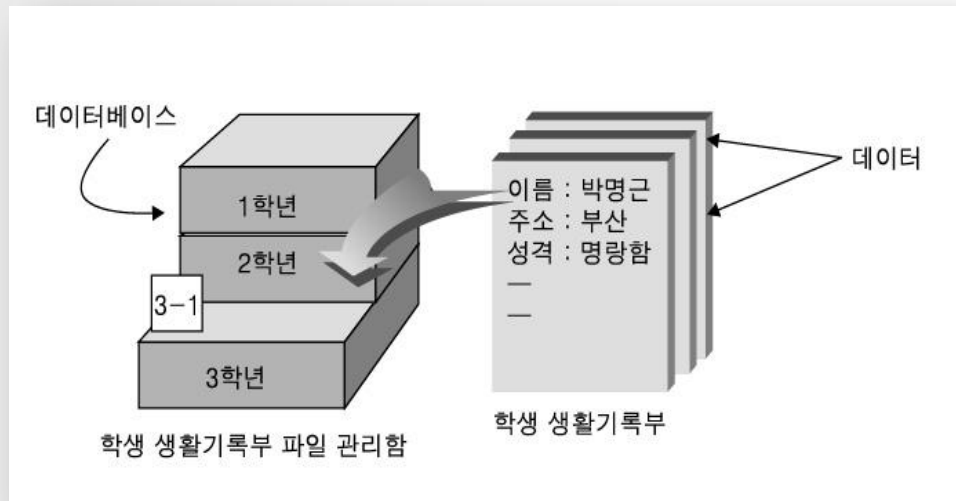 데이터베이스
1학년
2학년
3-1
3학년
학생 생활기록부 파일 관리함
이름 : 박명근
주소 : 부산
성격 : 명랑함
—
—
학생 생활기록부
데이터